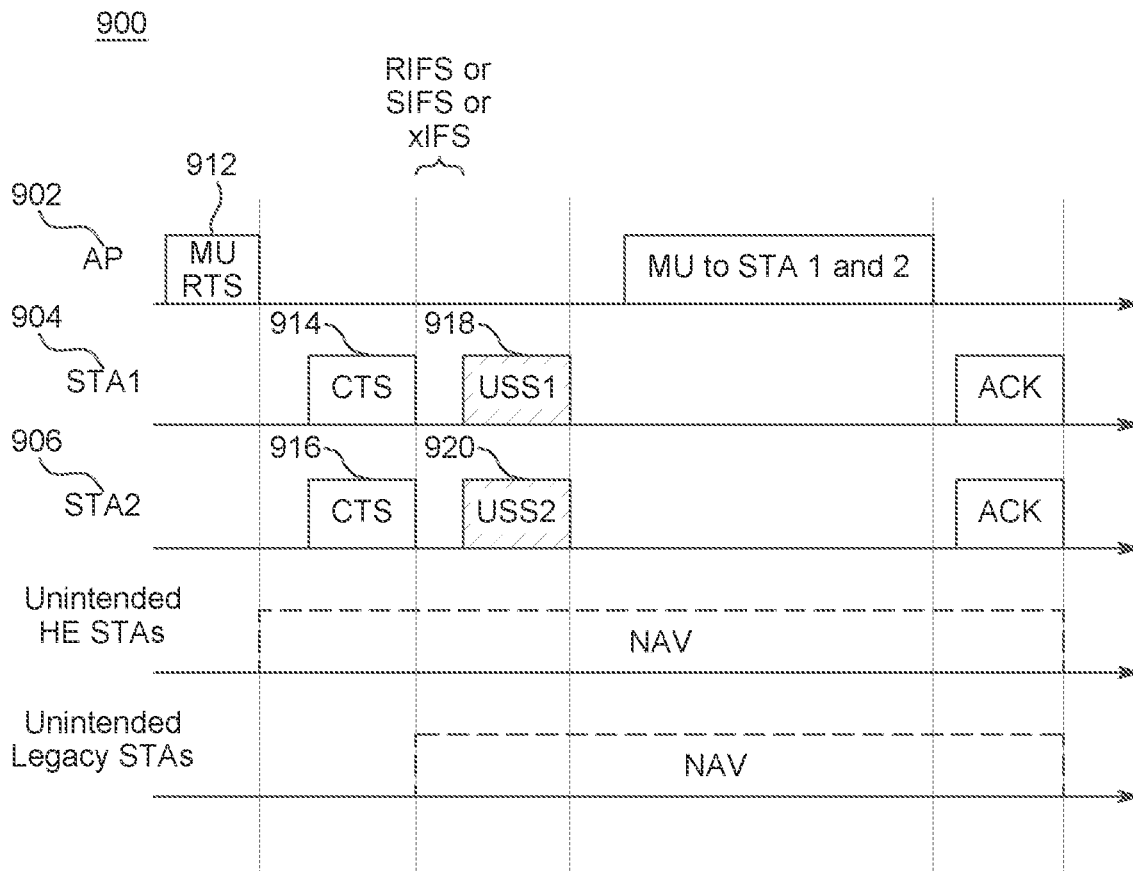 900
RIFS or
SIFS or
xIFS
912
902
AP
MU
RTS
MU to STA 1 and 2
904
914
918
STA1
CTS
USS1
ACK
906
916
920
STA2
CTS
USS2
ACK
Unintended
HE STAs
NAV
Unintended
Legacy STAs
NAV